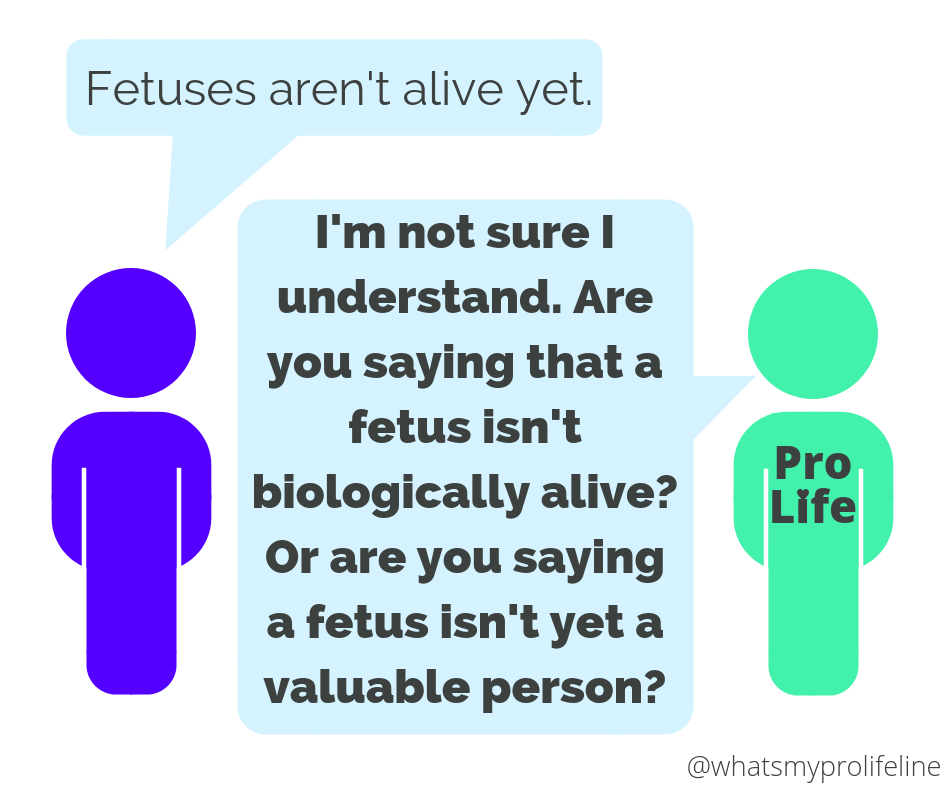 Fetuses aren't alive yet.
I'm not sure I
understand. Are
you saying that a
fetus isn't
biologically alive?
Or are you saying
a fetus isn't yet a
valuable person?
Pro
Life
@whatsmyprolifeline